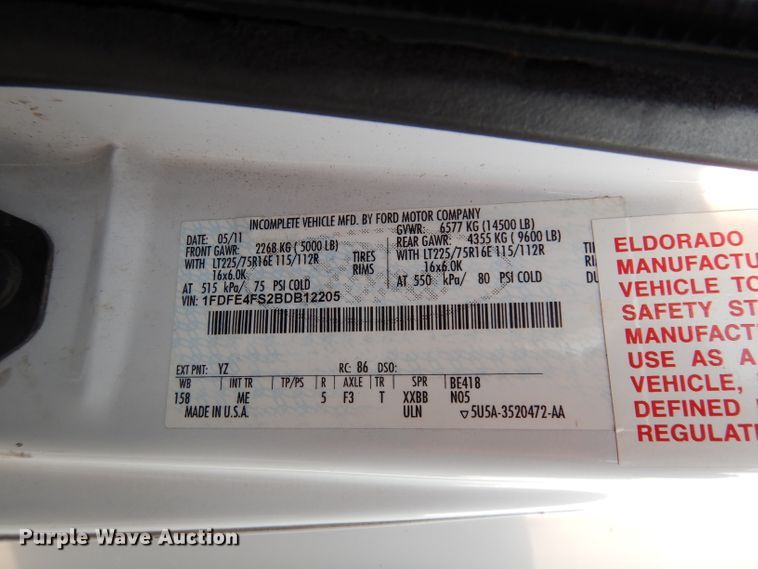 INCOMPLETE VEHICLE MFD. BY FORD MOTOR COMPANY
DATE: 05/11 GVWR: 6577 KG (14500 LB)
FRONT GAWR: 2268 KG ( 5000 LB) REAR GAWR: 4355 KG ( 9600 LB)
WITH LT225/75R16E 115/112R TIRES WITH LT225/75R16E 115/112R TIRES
16x6.0K RIMS 16x6.0K RIM
AT 515 kPa/ 75 PSI COLD AT 550 kPa/ 80 PSI COLD DU
VIN: 1FDFE4FS2BDB12205
EXT PNT: YZ RC: 86 DSO:
WB INT TR TP/PS R AXLE TR SPR BE418
158 ME 5 F3 T XXBB N05
MADE IN U.S.A. ULN ▽5U5A-3520472-AA
ELDORADO
MANUFACTU
VEHICLE TO
SAFETY ST
MANUFACT
USE AS A
VEHICLE,
DEFINED
REGULAT
Purple Wave Auction